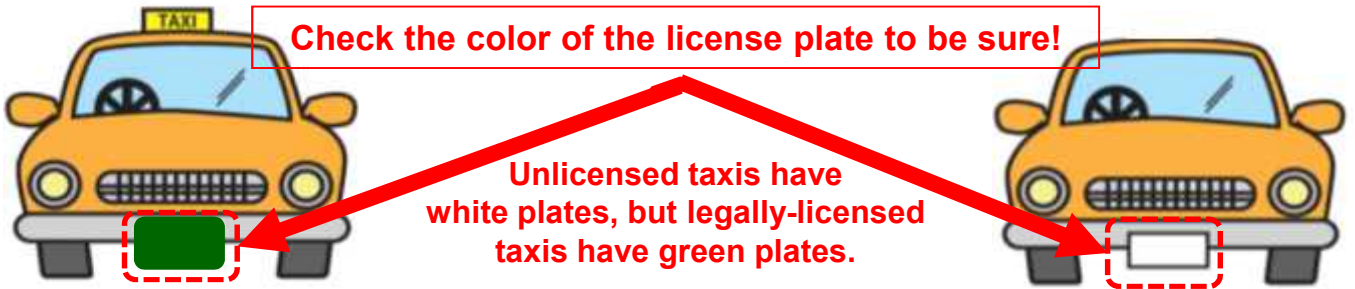 TAXI
Check the color of the license plate to be sure!
Unlicensed taxis have
white plates, but legally-licensed
taxis have green plates.